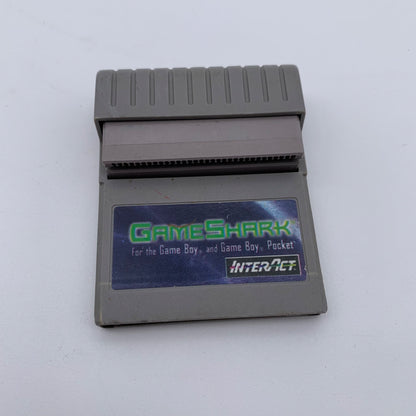 GAMESHARK
For the Game Boy® and Game Boy® Pocket
INTERACT